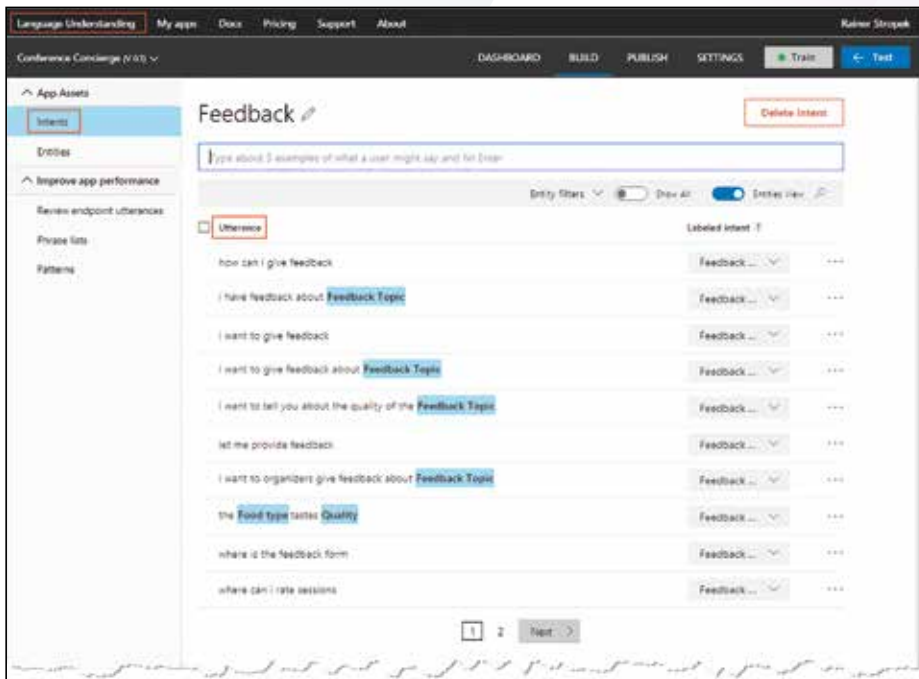 Language Understanding My apps Docs Pricing Support About Rainer Stropek
Conference Concierge (V 0.1) DASHBOARD BUILD PUBLISH SETTINGS Train Test
App Assets
Intents
Entities
Improve app performance
Review endpoint utterances
Phrase lists
Patterns
Feedback
Delete Intent
Type about 5 examples of what a user might say and hit Enter
Entity filters Show All Entities View
Utterance Labeled intent ?
how can i give feedback Feedback ...
i have feedback about Feedback Topic Feedback ...
i want to give feedback Feedback ...
i want to give feedback about Feedback Topic Feedback ...
i want to tell you about the quality of the Feedback Topic Feedback ...
let me provide feedback Feedback ...
i want to organizers give feedback about Feedback Topic Feedback ...
the Food type tastes Quality Feedback ...
where is the feedback form Feedback ...
where can i rate sessions Feedback ...
1 2 Next